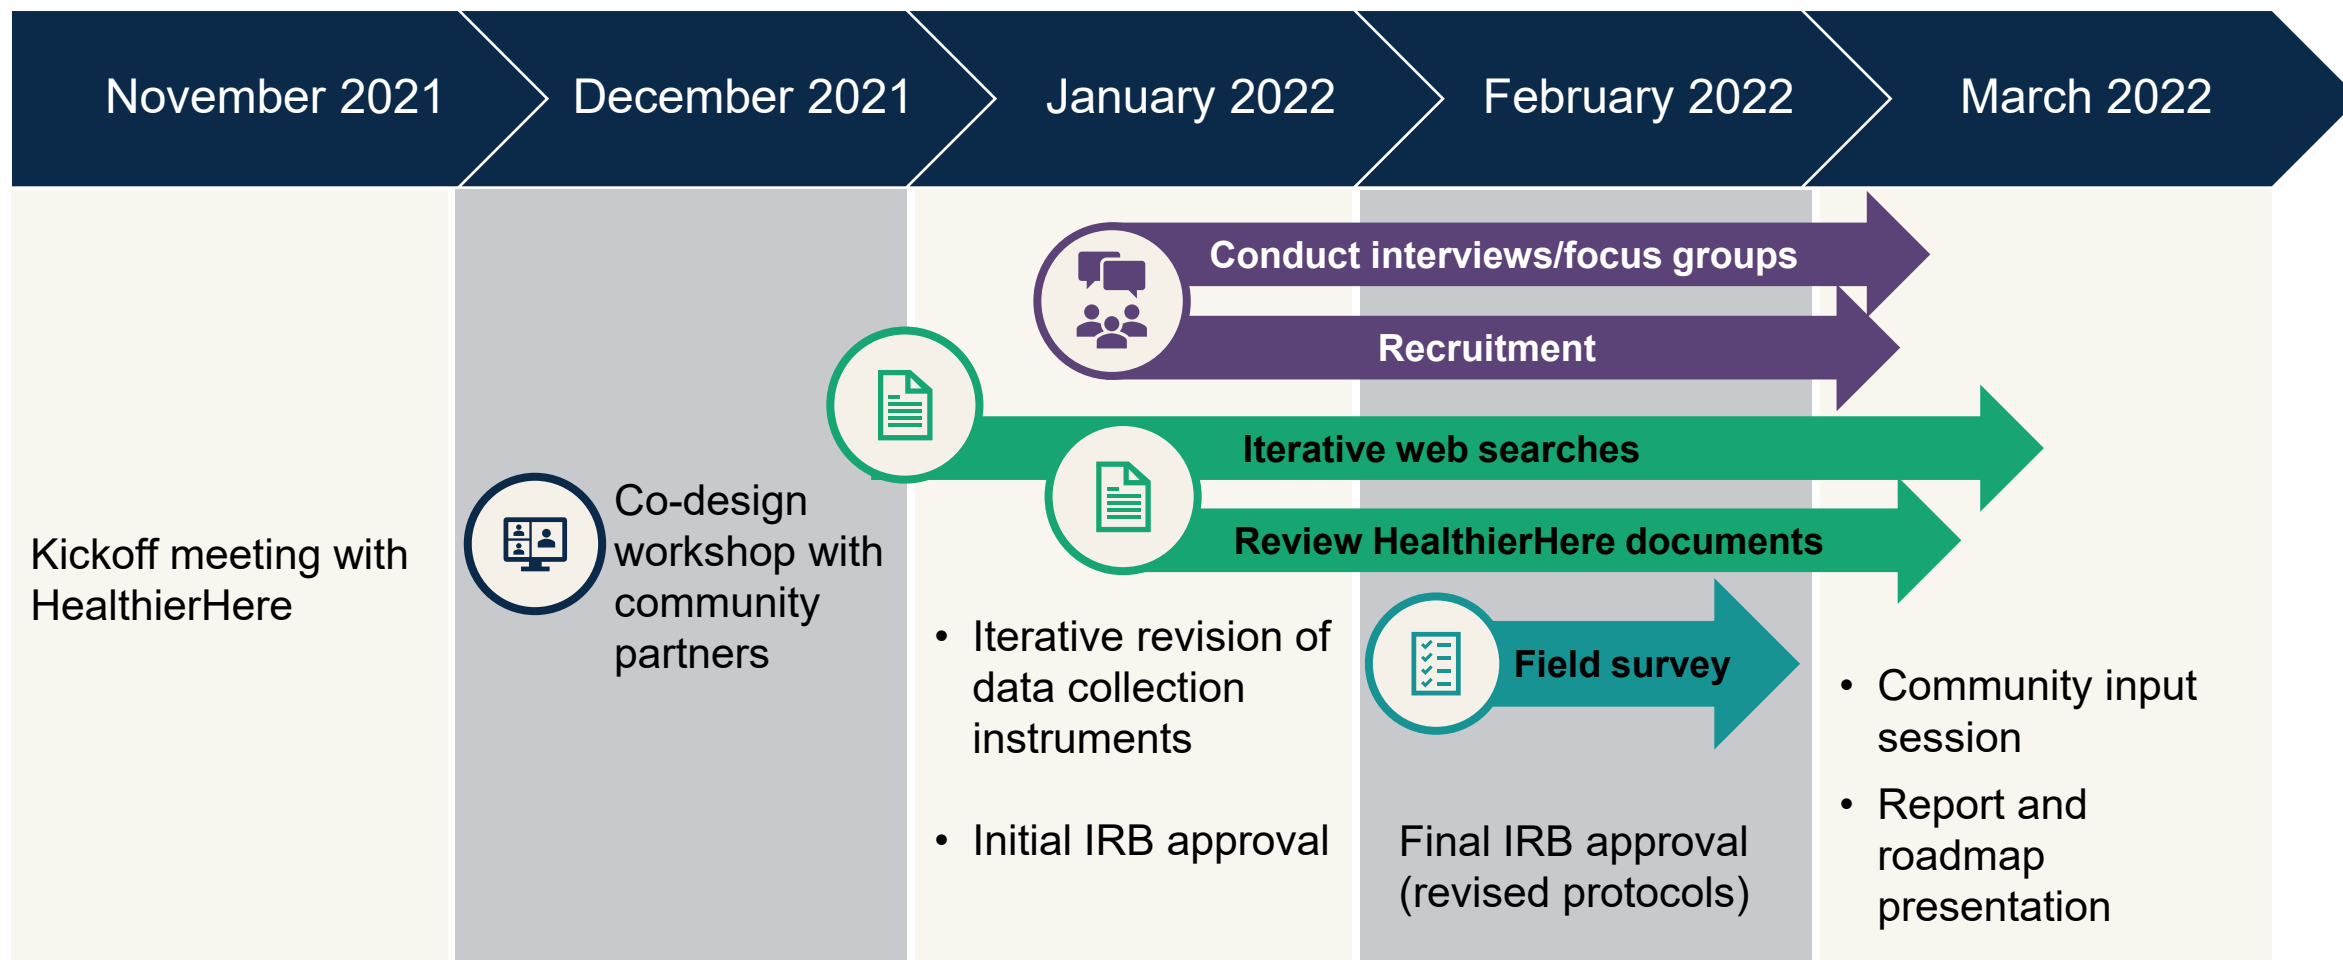 November 2021
December 2021
January 2022
February 2022
March 2022
Kickoff meeting with
HealthierHere
Co-design
workshop with
community
partners
Conduct interviews/focus groups
Recruitment
Iterative web searches
Review HealthierHere documents
• Iterative revision of
data collection
instruments
• Initial IRB approval
Field survey
Final IRB approval
(revised protocols)
• Community input
session
• Report and
roadmap
presentation